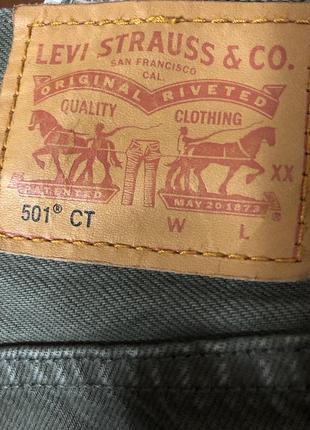 LEVI STRAUSS & CO.
SAN FRANCISCO
CAL.
ORIGINAL RIVETED
QUALITY CLOTHING
XX
PATENTED MAY 20 1873
501® CT W L